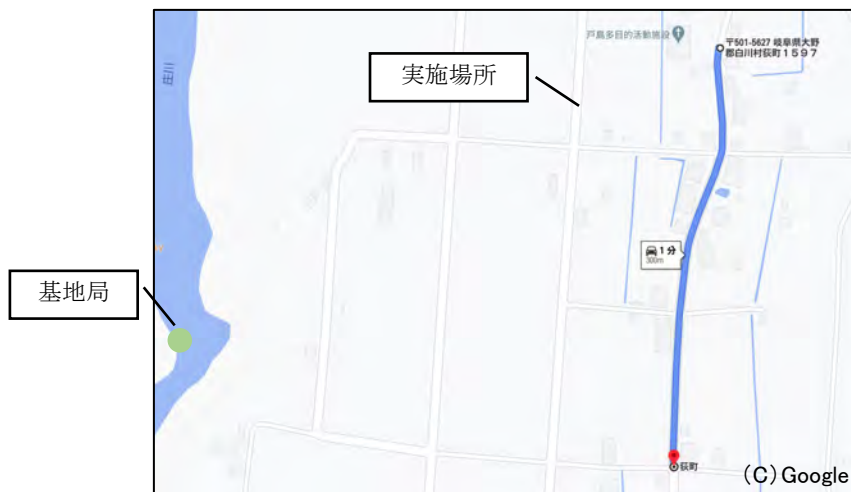 戸島多目的活動施設
〒501-5627 岐阜県大野
郡白川村荻町1597
実施場所
庄川
1分
300m
基地局
荻町
(C) Google